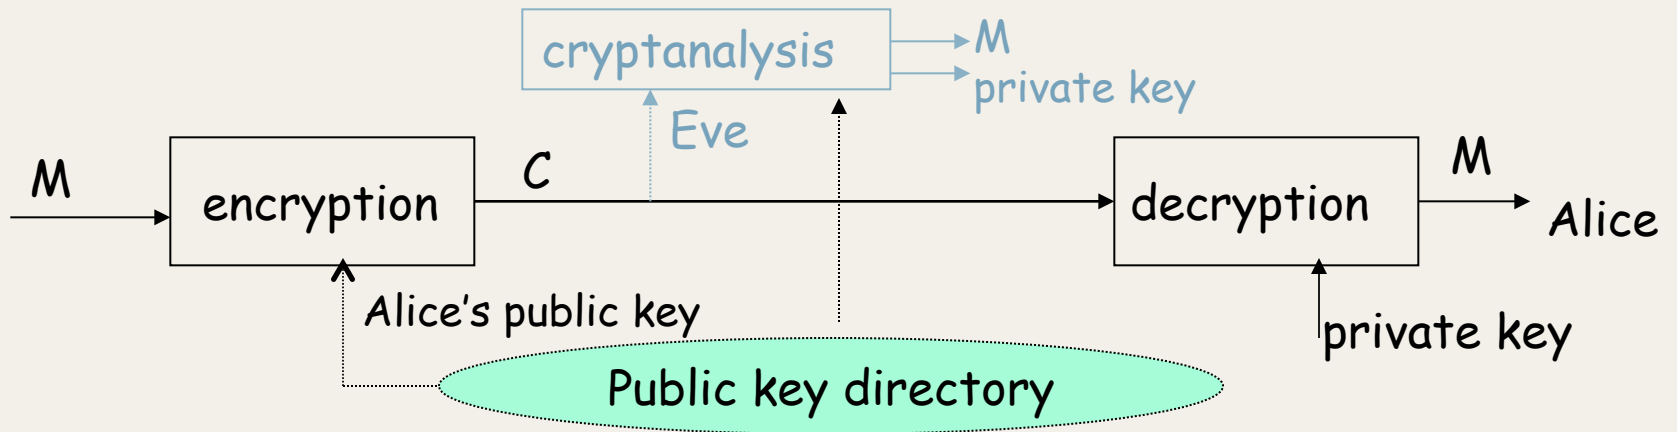 cryptanalysis
M
private key
Eve
M
encryption
C
decryption
M
Alice
Alice's public key
private key
Public key directory